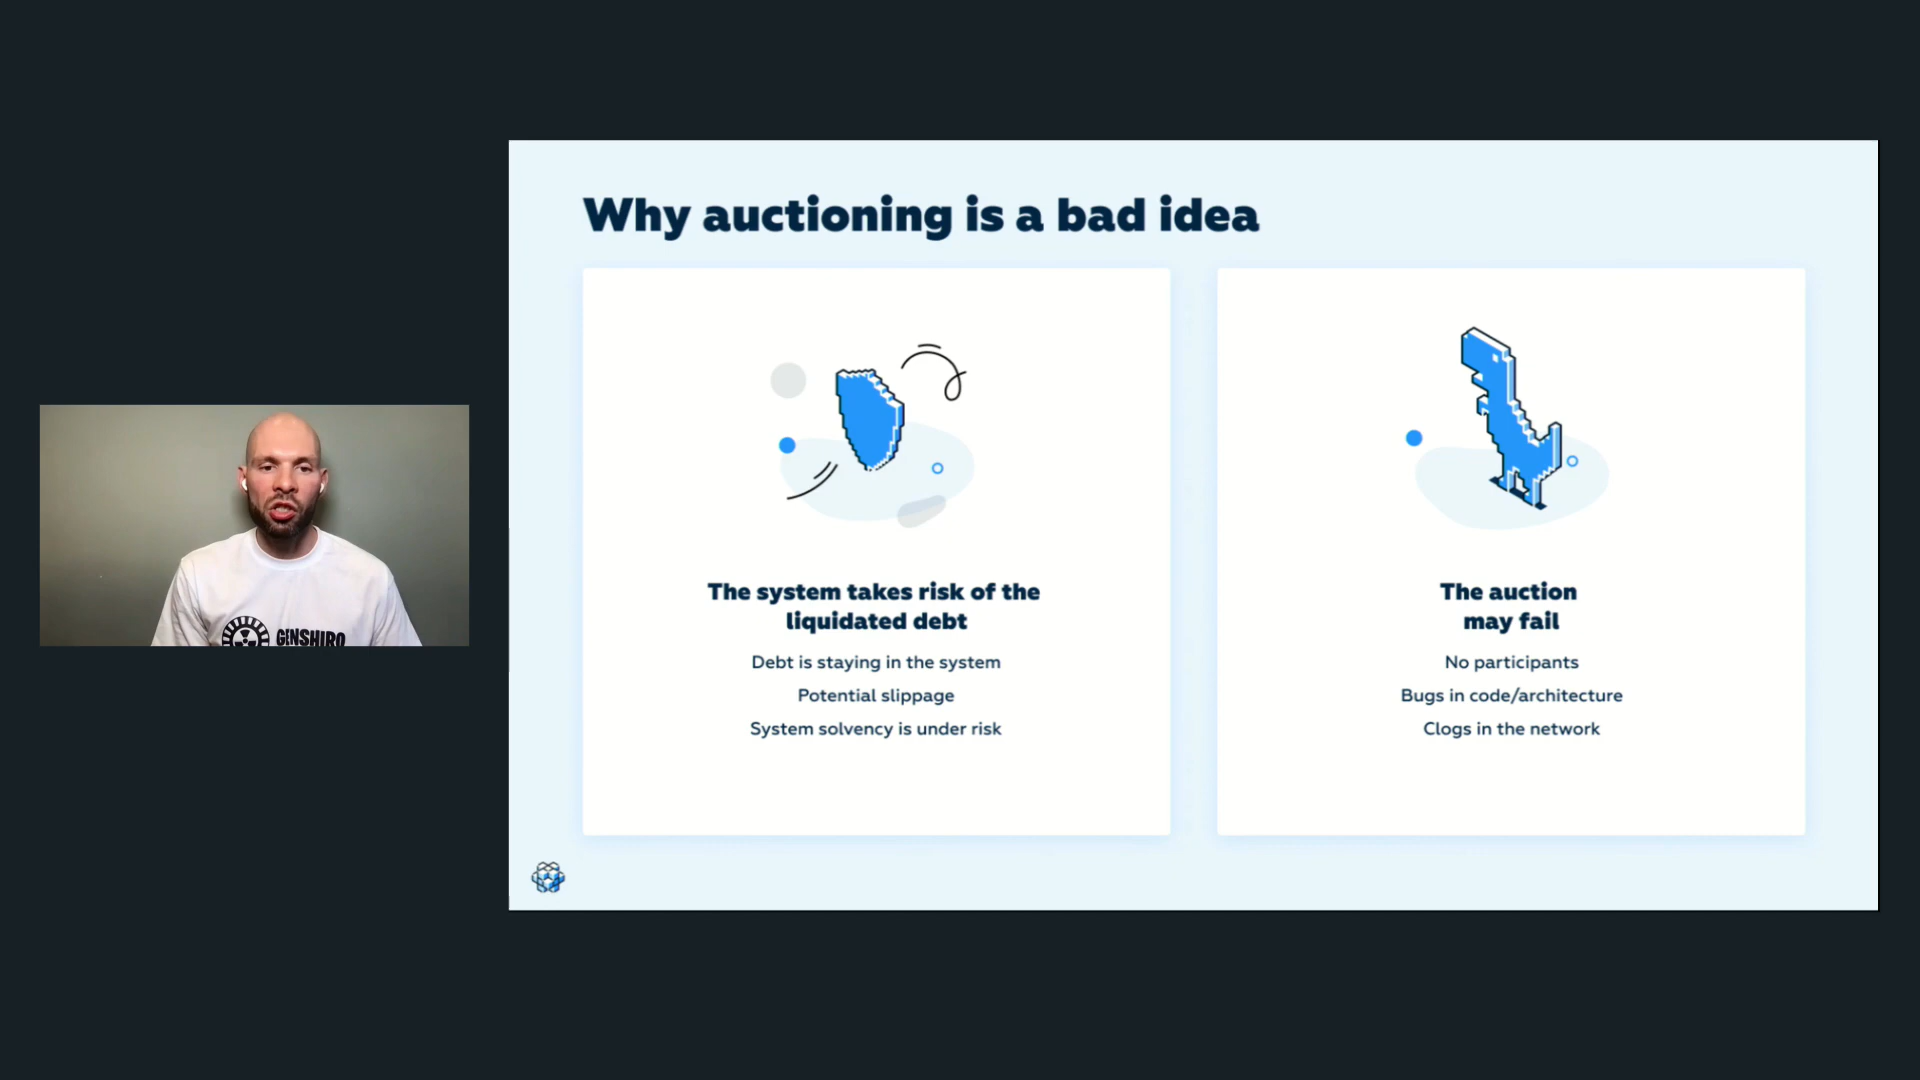 Why auctioning is a bad idea
The system takes risk of the
liquidated debt
Debt is staying in the system
Potential slippage
System solvency is under risk
The auction
may fail
No participants
Bugs in code/architecture
Clogs in the network
GENSHIRO